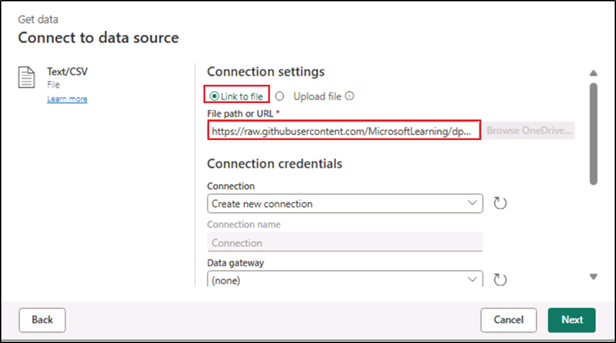 Get data
Connect to data source
Text/CSV
File
Learn more
Connection settings
Link to file Upload file
File path or URL *
https://raw.githubusercontent.com/MicrosoftLearning/dp... Browse OneDrive...
Connection credentials
Connection
Create new connection
Connection name
Connection
Data gateway
(none)
Back Cancel Next